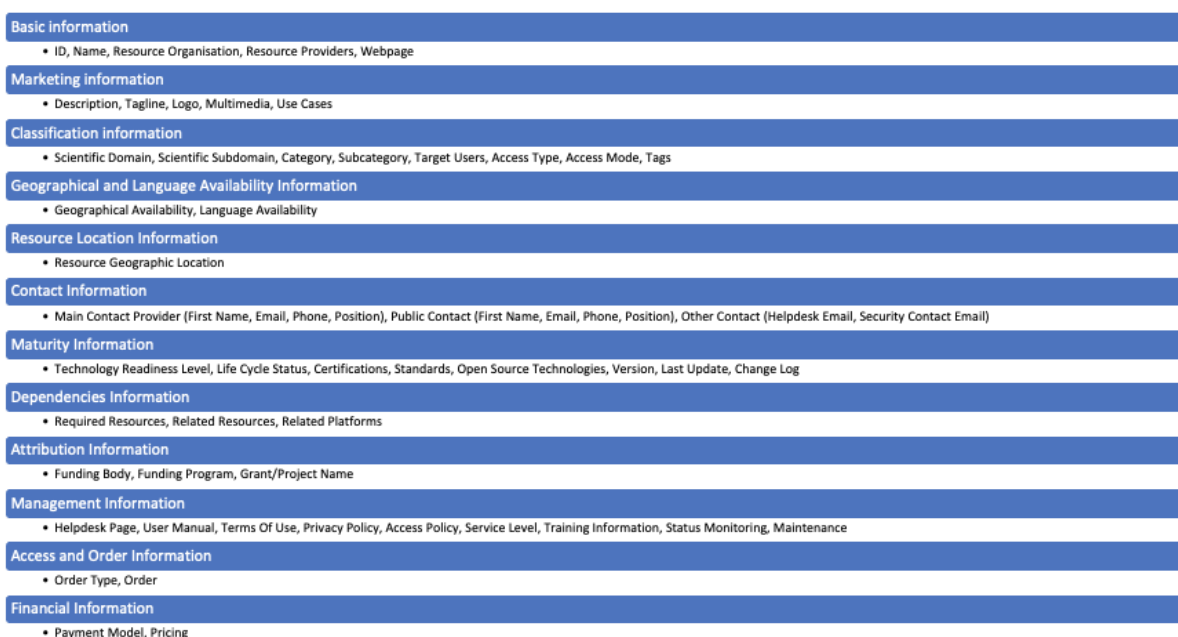 Basic information
• ID, Name, Resource Organisation, Resource Providers, Webpage
Marketing information
• Description, Tagline, Logo, Multimedia, Use Cases
Classification information
• Scientific Domain, Scientific Subdomain, Category, Subcategory, Target Users, Access Type, Access Mode, Tags
Geographical and Language Availability Information
• Geographical Availability, Language Availability
Resource Location Information
• Resource Geographic Location
Contact Information
• Main Contact Provider (First Name, Email, Phone, Position), Public Contact (First Name, Email, Phone, Position), Other Contact (Helpdesk Email, Security Contact Email)
Maturity Information
• Technology Readiness Level, Life Cycle Status, Certifications, Standards, Open Source Technologies, Version, Last Update, Change Log
Dependencies Information
• Required Resources, Related Resources, Related Platforms
Attribution Information
• Funding Body, Funding Program, Grant/Project Name
Management Information
• Helpdesk Page, User Manual, Terms Of Use, Privacy Policy, Access Policy, Service Level, Training Information, Status Monitoring, Maintenance
Access and Order Information
• Order Type, Order
Financial Information
• Payment Model, Pricing